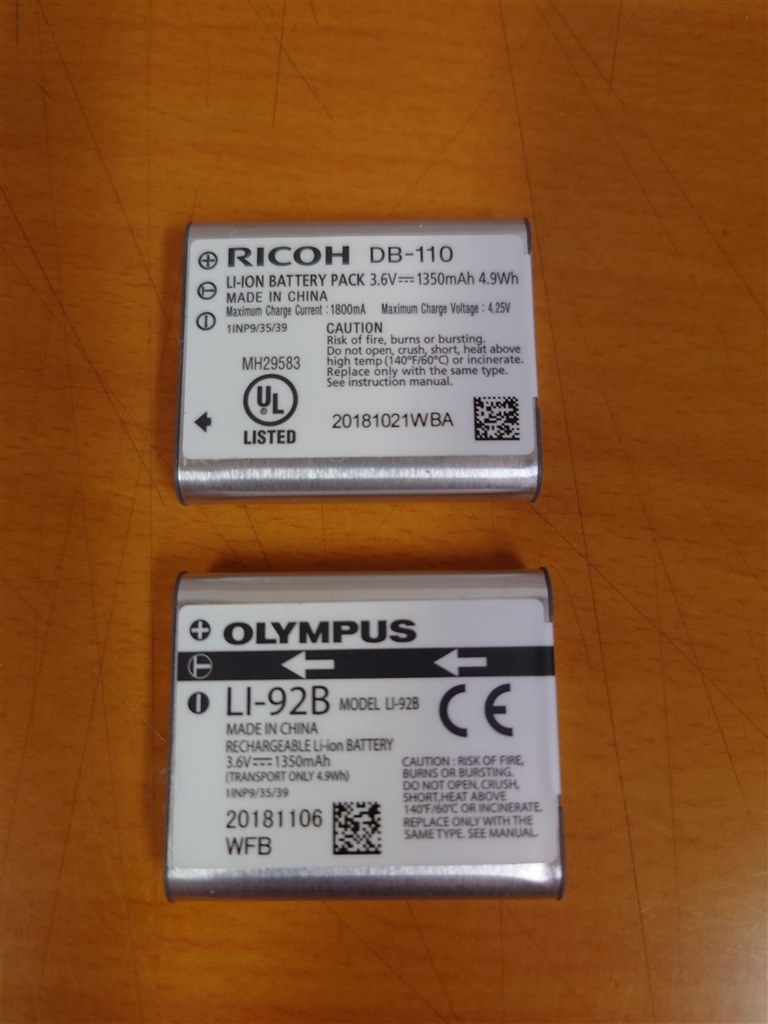 RICOH DB-110
LI-ION BATTERY PACK 3.6V⎓1350mAh 4.9Wh
MADE IN CHINA
Maximum Charge Current : 1800mA Maximum Charge Voltage : 4.25V
1INP9/35/39
CAUTION
Risk of fire, burns or bursting.
Do not open, crush, short, heat above
high temp (140°F/60°C) or incinerate.
Replace only with the same type.
See instruction manual.
MH29583
UL
LISTED
20181021WBA
OLYMPUS
LI-92B MODEL LI-92B
CE
MADE IN CHINA
RECHARGEABLE Li-ion BATTERY
3.6V⎓1350mAh
(TRANSPORT ONLY 4.9Wh)
1INP9/35/39
20181106
WFB
CAUTION : RISK OF FIRE,
BURNS OR BURSTING.
DO NOT OPEN, CRUSH,
SHORT,HEAT ABOVE
140°F/60°C OR INCINERATE.
REPLACE ONLY WITH THE
SAME TYPE. SEE MANUAL.